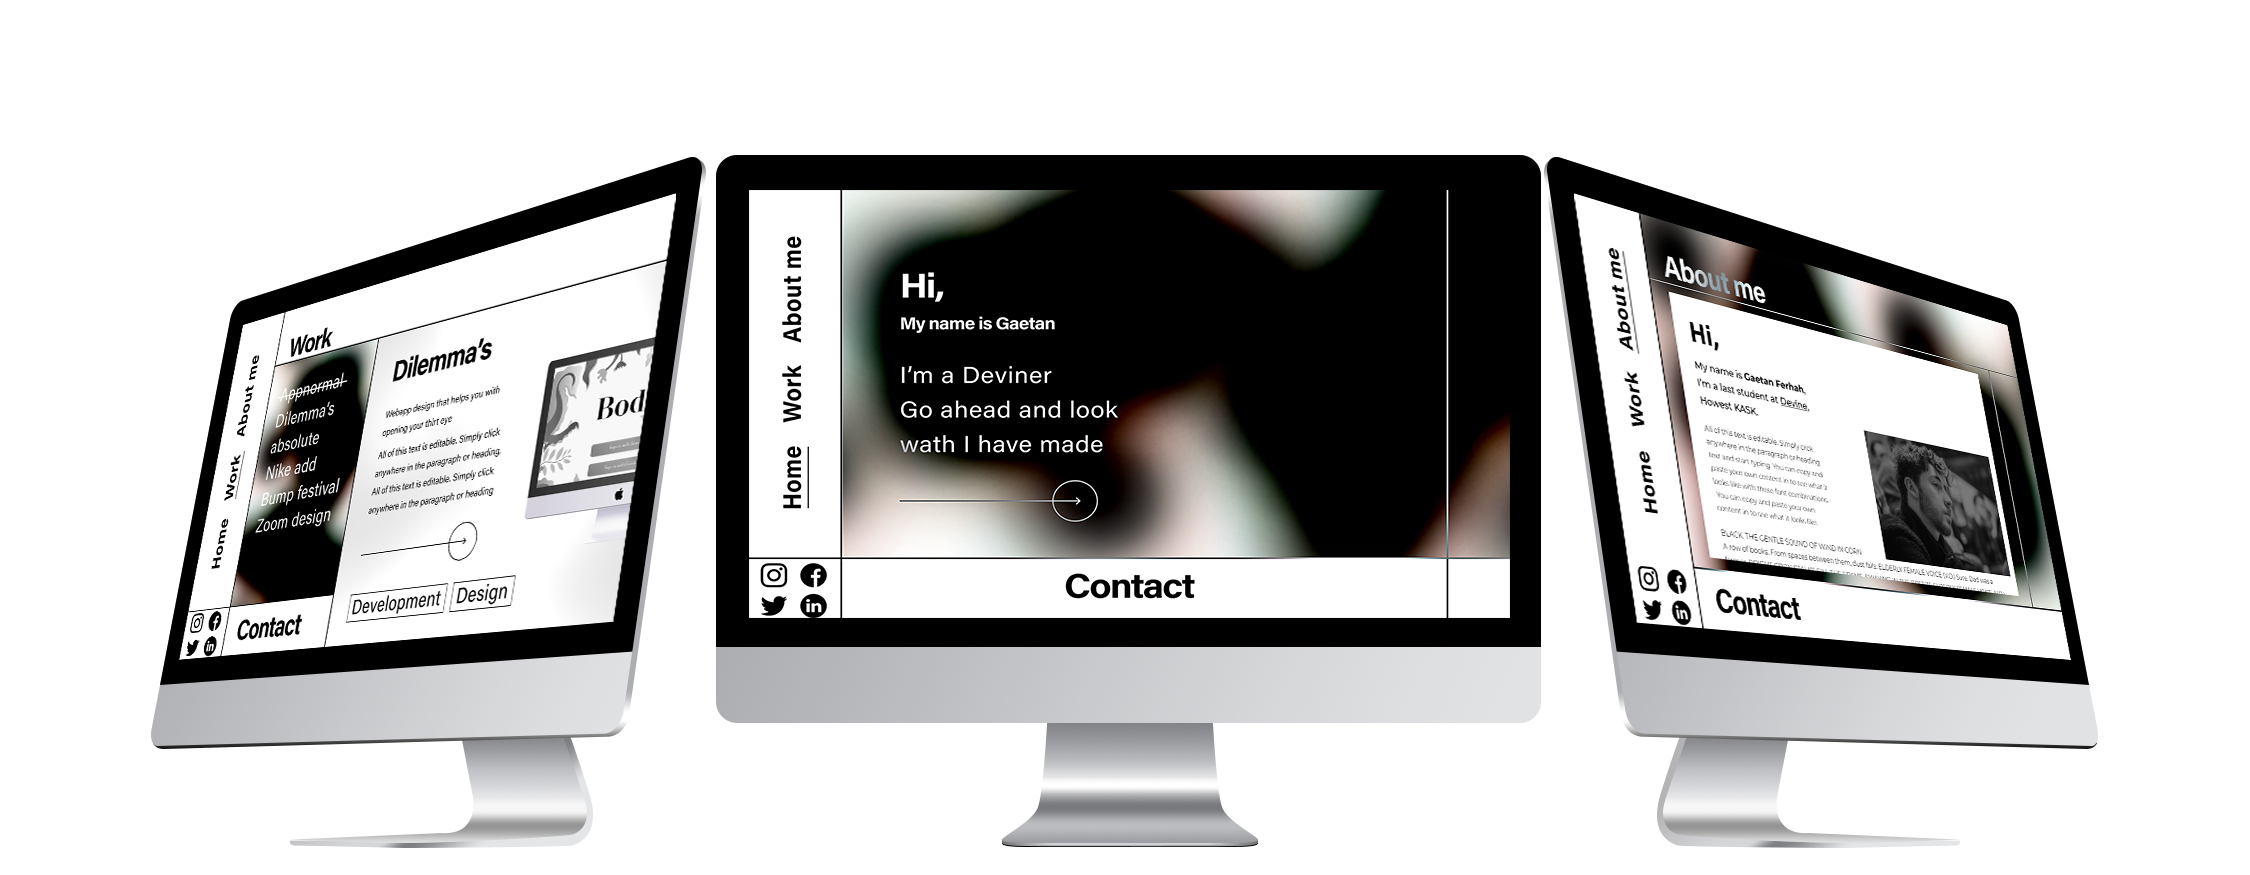 Work
About me
Work
Home
Appnormal
Dilemma's
absolute
Nike add
Bump festival
Zoom design
Dilemma's
Webapp design that helps you with
opening your thirt eye
All of this text is editable. Simply click
anywhere in the paragraph or heading.
All of this text is editable. Simply click
anywhere in the paragraph or heading
Bod
Development
Design
Contact
in
About me
Work
Home
Hi,
My name is Gaetan
I'm a Deviner
Go ahead and look
wath I have made
Contact
in
About me
Work
Home
About me
Hi,
My name is Gaetan Ferhah,
I'm a last student at Devine,
Howest KASK.
All of this text is editable. Simply click
anywhere in the paragraph or heading
text and start typing. You can copy and
paste your own content in to see what it
looks like with these font combinations.
You can copy and paste your own
content in to see what it looks like.
BLACK. THE GENTLE SOUND OF WIND IN CORN
A row of books. From spaces between them, dust falls. ELDERLY FEMALE VOICE (V.O.) Sure. Dad was a
Contact
in